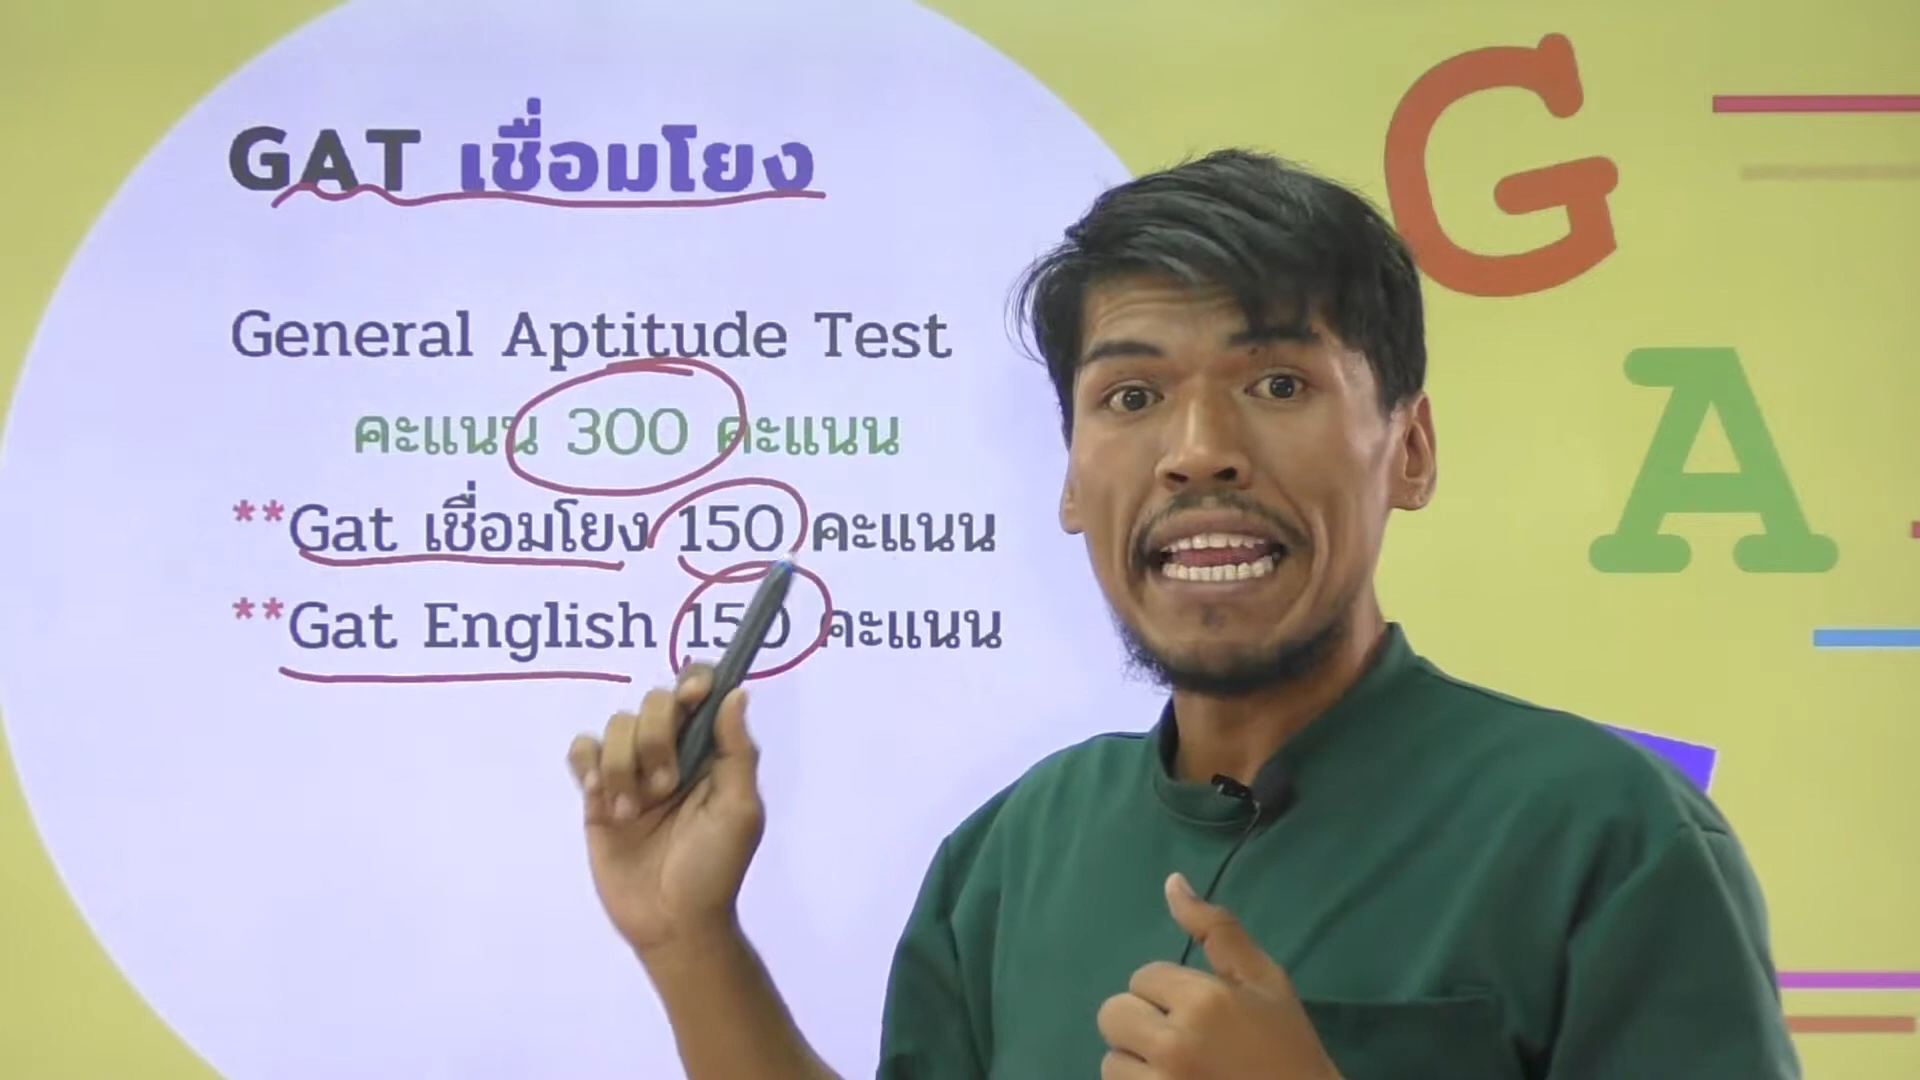 GAT เชื่อมโยง
General Aptitude Test
คะแนน 300 คะแนน
**Gat เชื่อมโยง 150 คะแนน
**Gat English 150 คะแนน
G
A